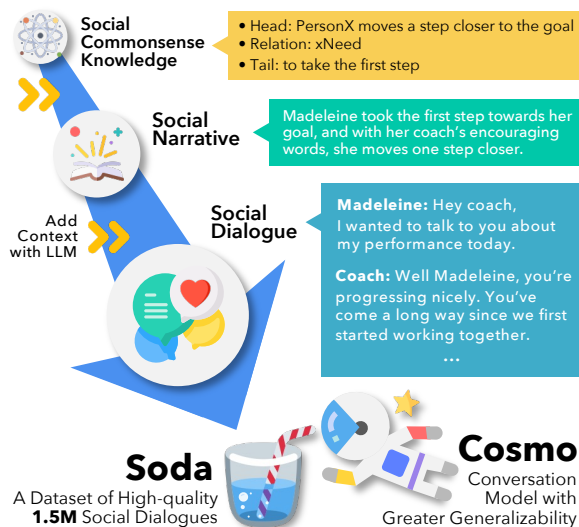 Social
Commonsense
Knowledge
• Head: PersonX moves a step closer to the goal
• Relation: xNeed
• Tail: to take the first step
Social
Narrative
Madeleine took the first step towards her
goal, and with her coach's encouraging
words, she moves one step closer.
Add
Context
with LLM
Social
Dialogue
Madeleine: Hey coach,
I wanted to talk to you about
my performance today.
Coach: Well Madeleine, you're
progressing nicely. You've
come a long way since we first
started working together.
...
Soda
A Dataset of High-quality
1.5M Social Dialogues
Cosmo
Conversation
Model with
Greater Generalizability